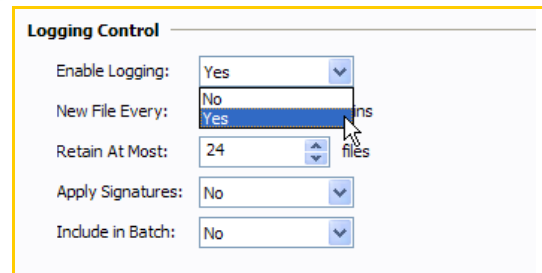 Logging Control
Enable Logging: Yes
No
New File Every: ins
Yes
Retain At Most: 24 files
Apply Signatures: No
Include in Batch: No